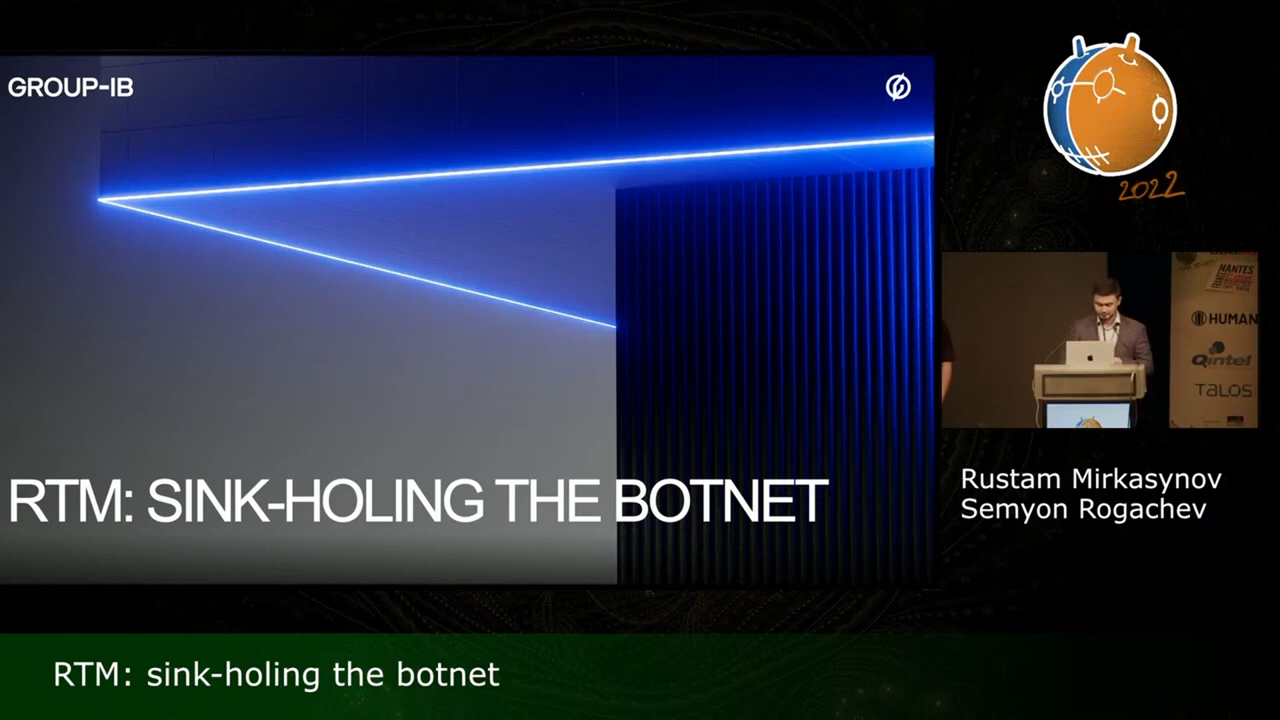 GROUP-IB
RTM: SINK-HOLING THE BOTNET
2022
NANTES
HUMAN
Qintel
TALOS
Rustam Mirkasynov
Semyon Rogachev
RTM: sink-holing the botnet